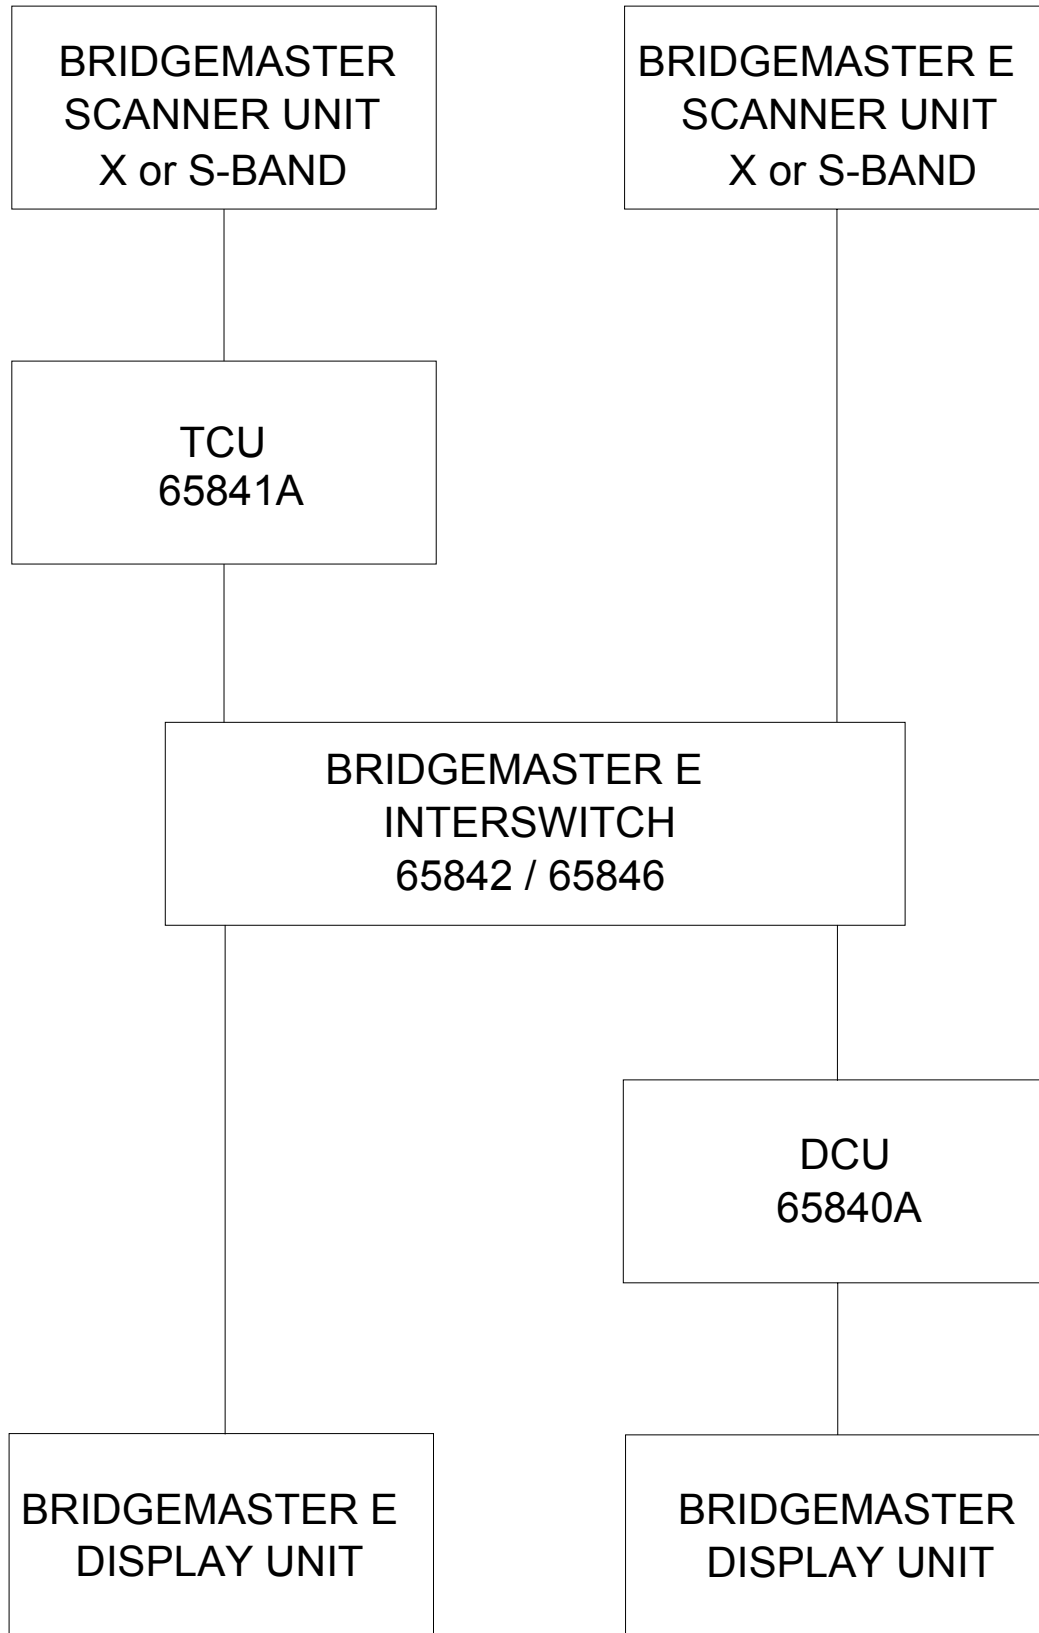 BRIDGEMASTER
SCANNER UNIT
X or S-BAND
BRIDGEMASTER E
SCANNER UNIT
X or S-BAND
TCU
65841A
BRIDGEMASTER E
INTERSWITCH
65842 / 65846
DCU
65840A
BRIDGEMASTER E
DISPLAY UNIT
BRIDGEMASTER
DISPLAY UNIT